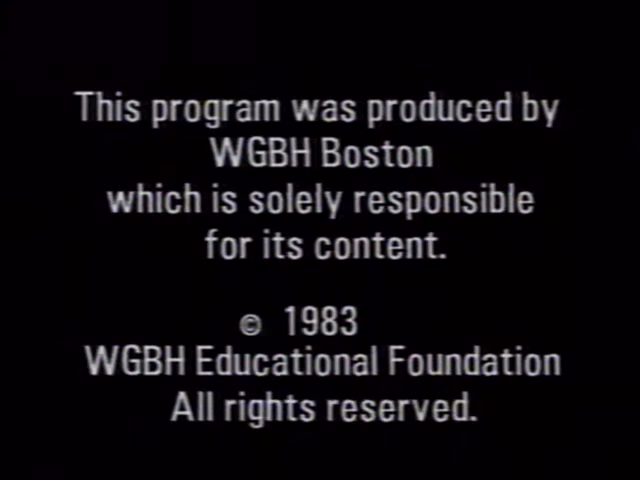 This program was produced by
WGBH Boston
which is solely responsible
for its content.
© 1983
WGBH Educational Foundation
All rights reserved.